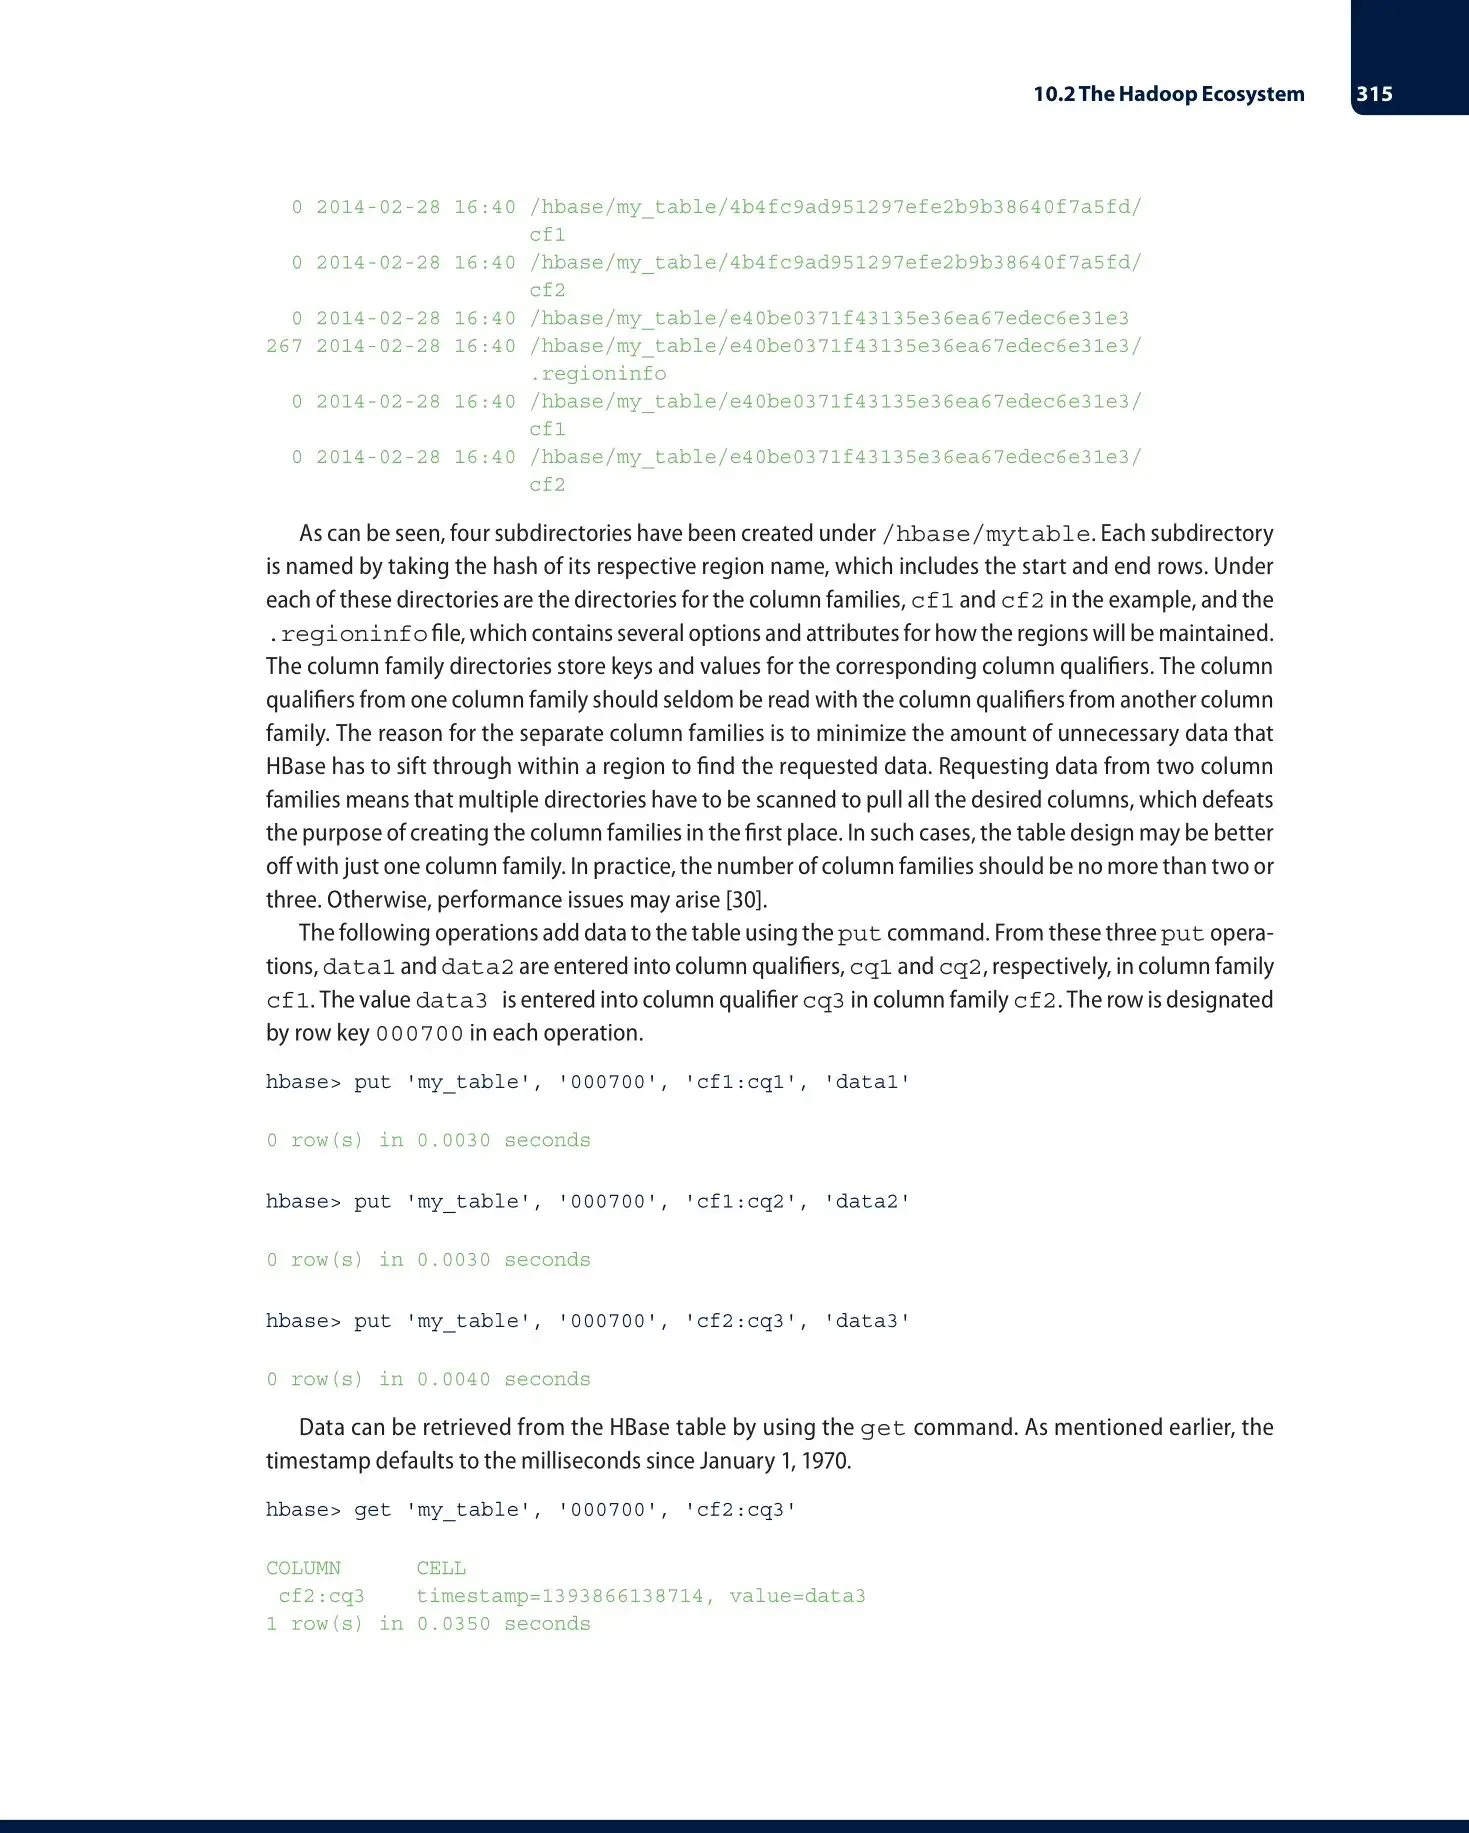 10.2 The Hadoop Ecosystem 315
0 2014-02-28 16:40 /hbase/my_table/4b4fc9ad951297efe2b9b38640f7a5fd/
cf1
0 2014-02-28 16:40 /hbase/my_table/4b4fc9ad951297efe2b9b38640f7a5fd/
cf2
0 2014-02-28 16:40 /hbase/my_table/e40be0371f43135e36ea67edec6e31e3
267 2014-02-28 16:40 /hbase/my_table/e40be0371f43135e36ea67edec6e31e3/
.regioninfo
0 2014-02-28 16:40 /hbase/my_table/e40be0371f43135e36ea67edec6e31e3/
cf1
0 2014-02-28 16:40 /hbase/my_table/e40be0371f43135e36ea67edec6e31e3/
cf2
As can be seen, four subdirectories have been created under /hbase/mytable. Each subdirectory
is named by taking the hash of its respective region name, which includes the start and end rows. Under
each of these directories are the directories for the column families, cf1 and cf2 in the example, and the
.regioninfo file, which contains several options and attributes for how the regions will be maintained.
The column family directories store keys and values for the corresponding column qualifiers. The column
qualifiers from one column family should seldom be read with the column qualifiers from another column
family. The reason for the separate column families is to minimize the amount of unnecessary data that
HBase has to sift through within a region to find the requested data. Requesting data from two column
families means that multiple directories have to be scanned to pull all the desired columns, which defeats
the purpose of creating the column families in the first place. In such cases, the table design may be better
off with just one column family. In practice, the number of column families should be no more than two or
three. Otherwise, performance issues may arise [30].
The following operations add data to the table using the put command. From these three put opera-
tions, data1 and data2 are entered into column qualifiers, cq1 and cq2, respectively, in column family
cf1. The value data3 is entered into column qualifier cq3 in column family cf2. The row is designated
by row key 000700 in each operation.
hbase> put 'my_table', '000700', 'cf1:cq1', 'data1'
0 row(s) in 0.0030 seconds
hbase> put 'my_table', '000700', 'cf1:cq2', 'data2'
0 row(s) in 0.0030 seconds
hbase> put 'my_table', '000700', 'cf2:cq3', 'data3'
0 row(s) in 0.0040 seconds
Data can be retrieved from the HBase table by using the get command. As mentioned earlier, the
timestamp defaults to the milliseconds since January 1, 1970.
hbase> get 'my_table', '000700', 'cf2:cq3'
COLUMN CELL
cf2:cq3 timestamp=1393866138714, value=data3
1 row(s) in 0.0350 seconds